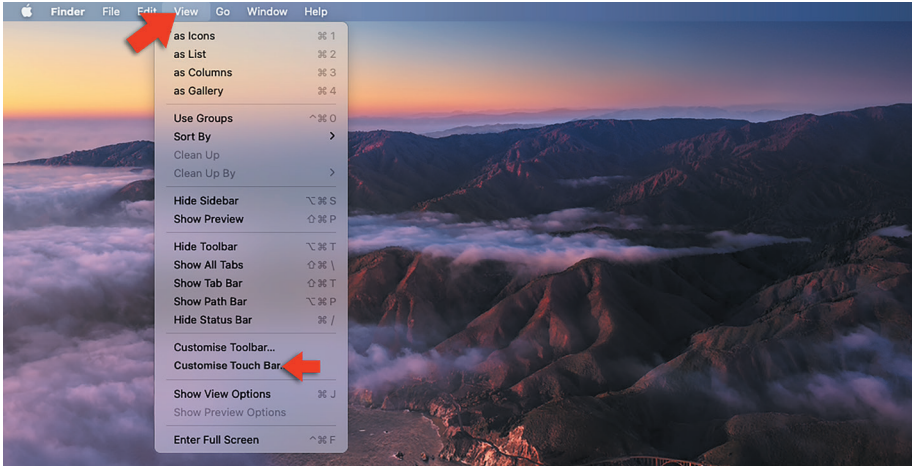 Finder File Edit View Go Window Help
as Icons ⌘ 1
as List ⌘ 2
as Columns ⌘ 3
as Gallery ⌘ 4
Use Groups ^⌘ 0
Sort By
Clean Up
Clean Up By
Hide Sidebar ⌥⌘ S
Show Preview ⇧⌘ P
Hide Toolbar ⌥⌘ T
Show All Tabs ⇧⌘ \
Show Tab Bar ⇧⌘ T
Show Path Bar ⌥⌘ P
Hide Status Bar ⌘ /
Customise Toolbar...
Customise Touch Bar...
Show View Options ⌘ J
Show Preview Options
Enter Full Screen ^⌘ F